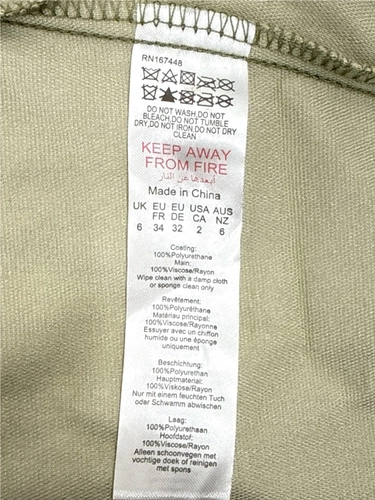 RN167448
DO NOT WASH,DO NOT
BLEACH,DO NOT TUMBLE
DRY,DO NOT IRON,DO NOT DRY
CLEAN
KEEP AWAY
FROM FIRE
أبعدها عن النار
Made in China
UK EU EU USA AUS
FR DE CA NZ
6 34 32 2 6
Coating:
100%Polyurethane
Main:
100%Viscose/Rayon
Wipe clean with a damp cloth
or sponge clean only
Revêtement:
100%Polyuréthane
Matériau principal:
100%Viscose/Rayonne
Essuyer avec un chiffon
humide ou une éponge
uniquement
Beschichtung:
100%Polyurethan
Hauptmaterial:
100%Viskose/Rayon
Nur mit einem feuchten Tuch
oder Schwamm abwischen
Laag:
100%Polyurethaan
Hoofdstof:
100%Viscose/Rayon
Alleen schoonvegen met
vochtige doek of reinigen
met spons